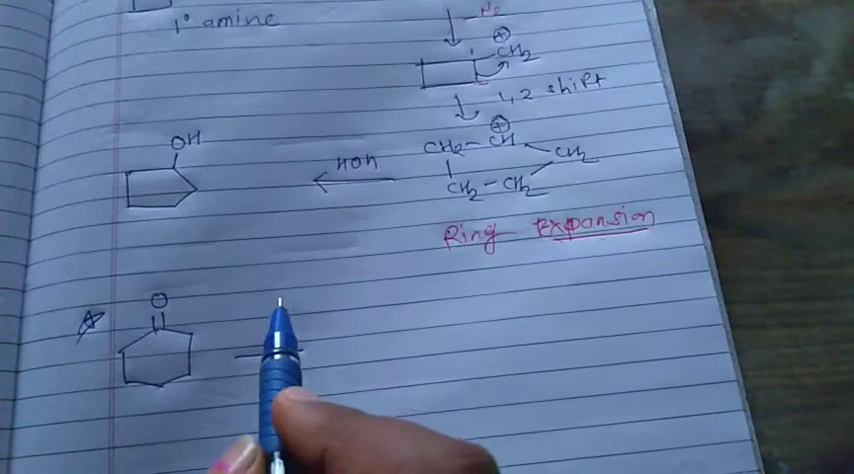 1° amine
-N2
⊕
CH2
1,2 shift
OH
⊕
CH2-CH
CH2
HOH
CH2-CH2
Ring Expansion
O